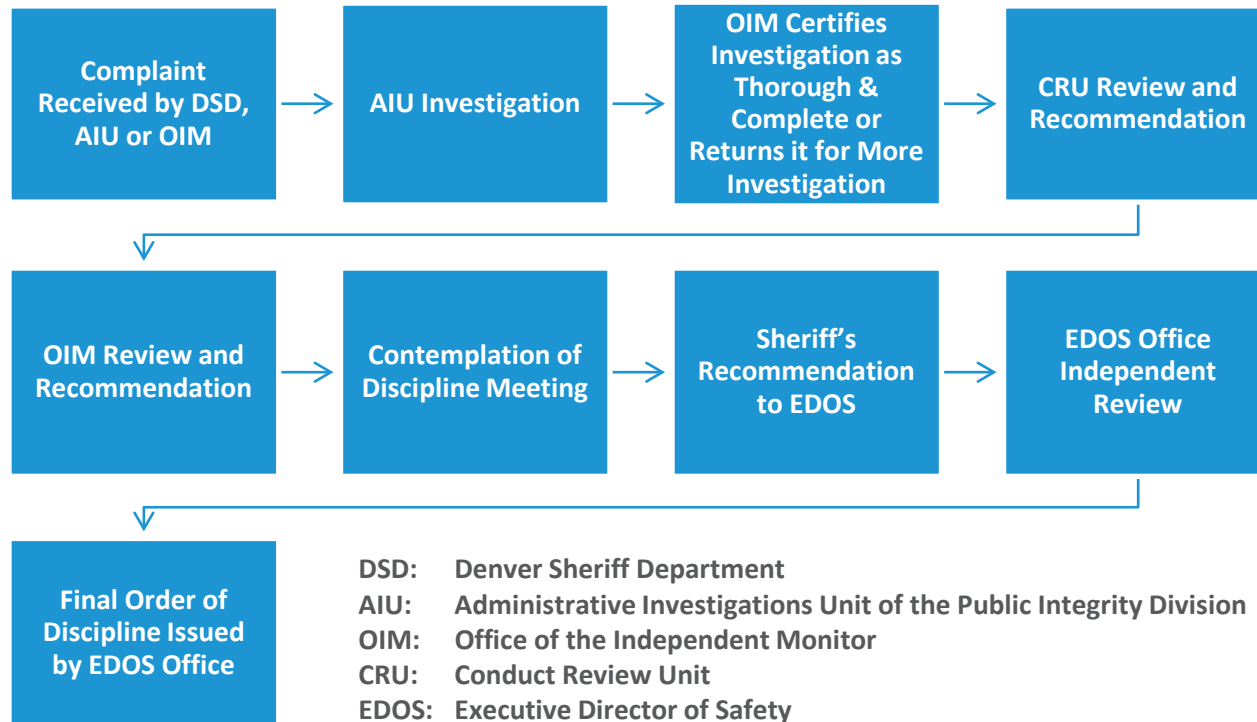 Complaint
Received by DSD,
AIU or OIM
AIU Investigation
OIM Certifies
Investigation as
Thorough &
Complete or
Returns it for More
Investigation
CRU Review and
Recommendation
OIM Review and
Recommendation
Contemplation of
Discipline Meeting
Sheriff’s
Recommendation
to EDOS
EDOS Office
Independent
Review
Final Order of
Discipline Issued
by EDOS Office
DSD: Denver Sheriff Department
AIU: Administrative Investigations Unit of the Public Integrity Division
OIM: Office of the Independent Monitor
CRU: Conduct Review Unit
EDOS: Executive Director of Safety